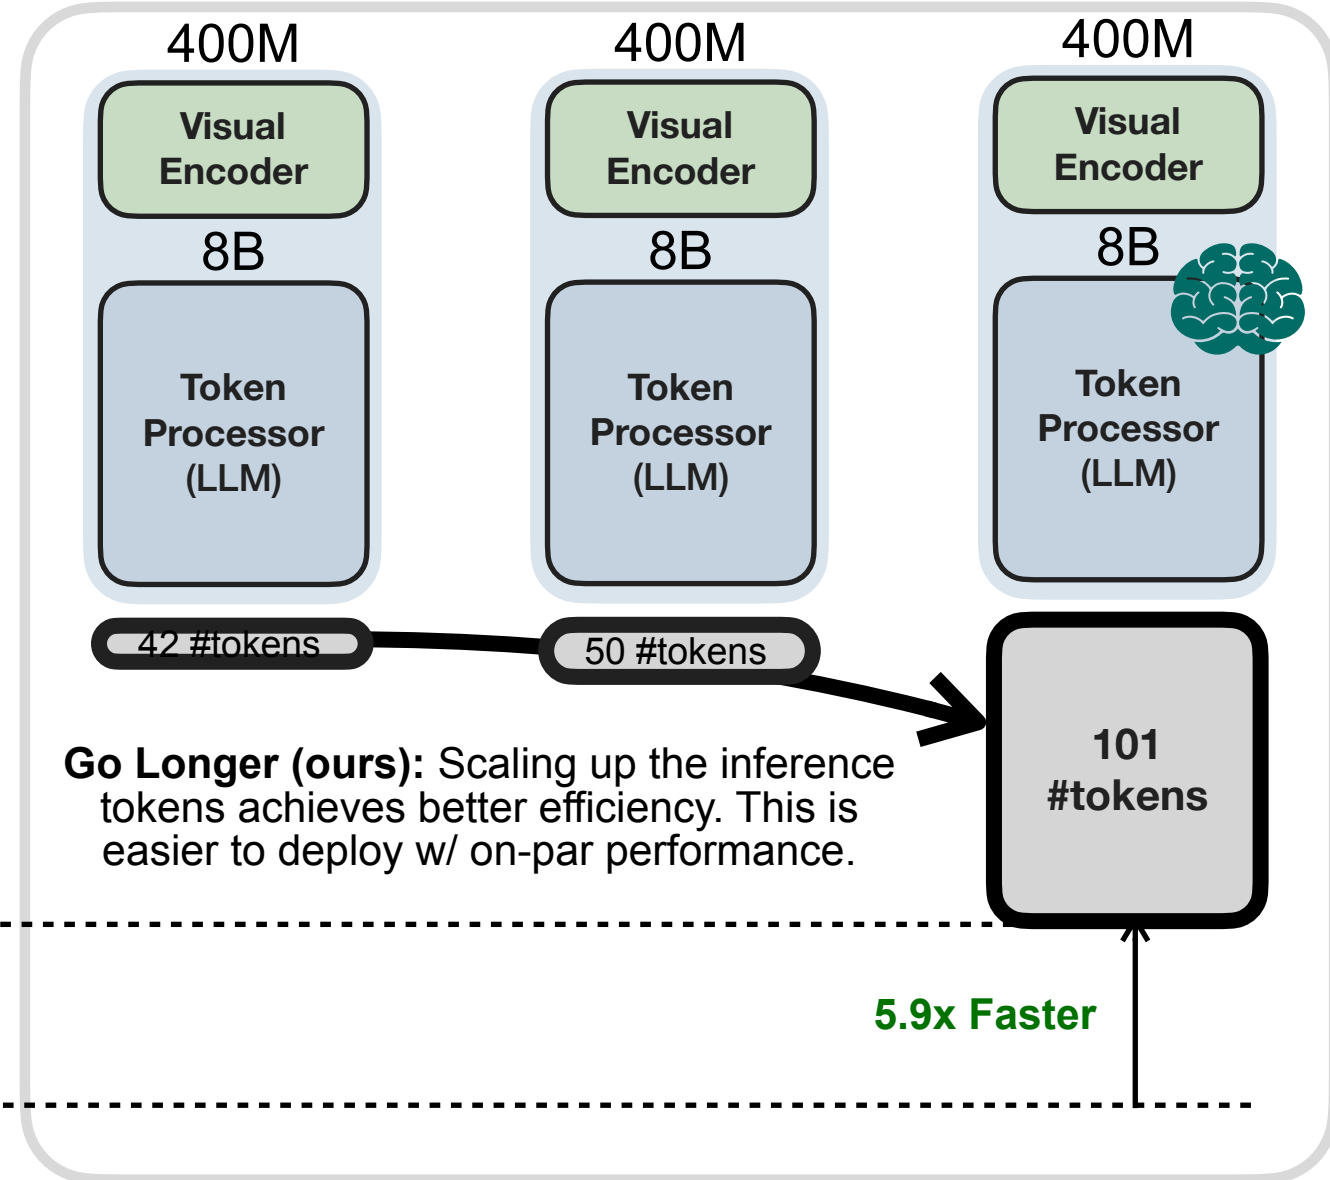 400M
400M
400M
Visual
Encoder
Visual
Encoder
Visual
Encoder
8B
8B
8B
Token
Processor
(LLM)
Token
Processor
(LLM)
Token
Processor
(LLM)
42 #tokens
50 #tokens
101
#tokens
Go Longer (ours): Scaling up the inference
tokens achieves better efficiency. This is
easier to deploy w/ on-par performance.
5.9x Faster